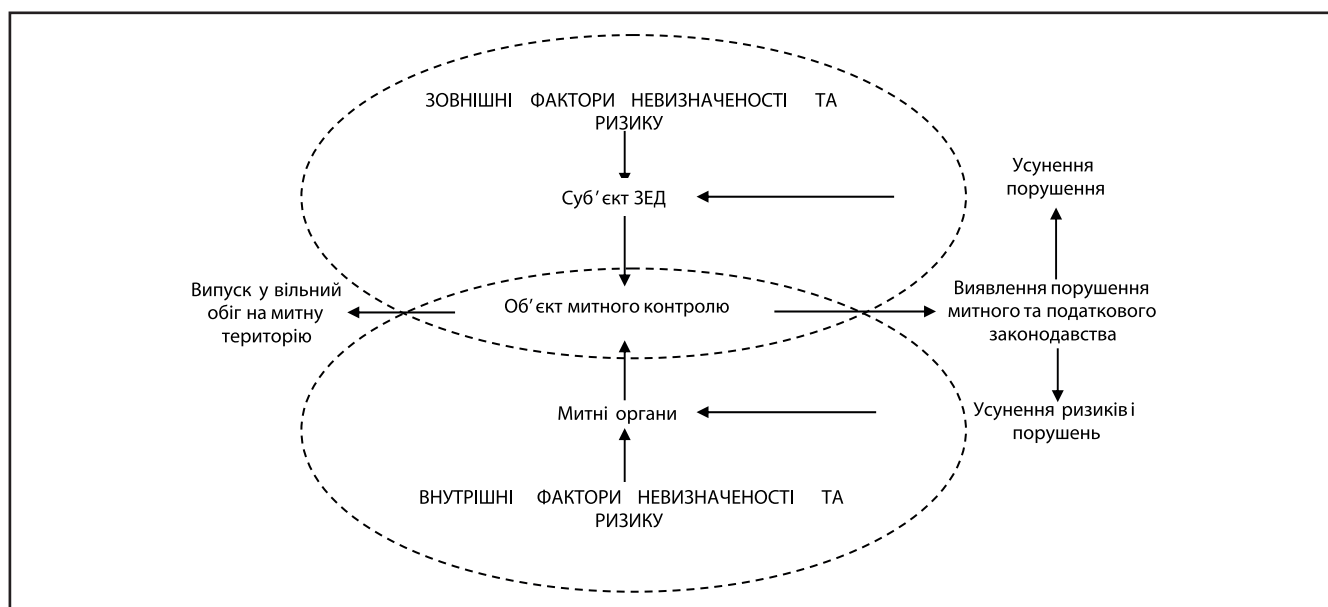 ЗОВНІШНІ ФАКТОРИ НЕВИЗНАЧЕНОСТІ ТА
РИЗИКУ
Суб’єкт ЗЕД
Усунення
порушення
Випуск у вільний
обіг на митну
територію
Об’єкт митного контролю
Виявлення порушення
митного та податкового
законодавства
Митні органи
Усунення ризиків і
порушень
ВНУТРІШНІ ФАКТОРИ НЕВИЗНАЧЕНОСТІ ТА
РИЗИКУ